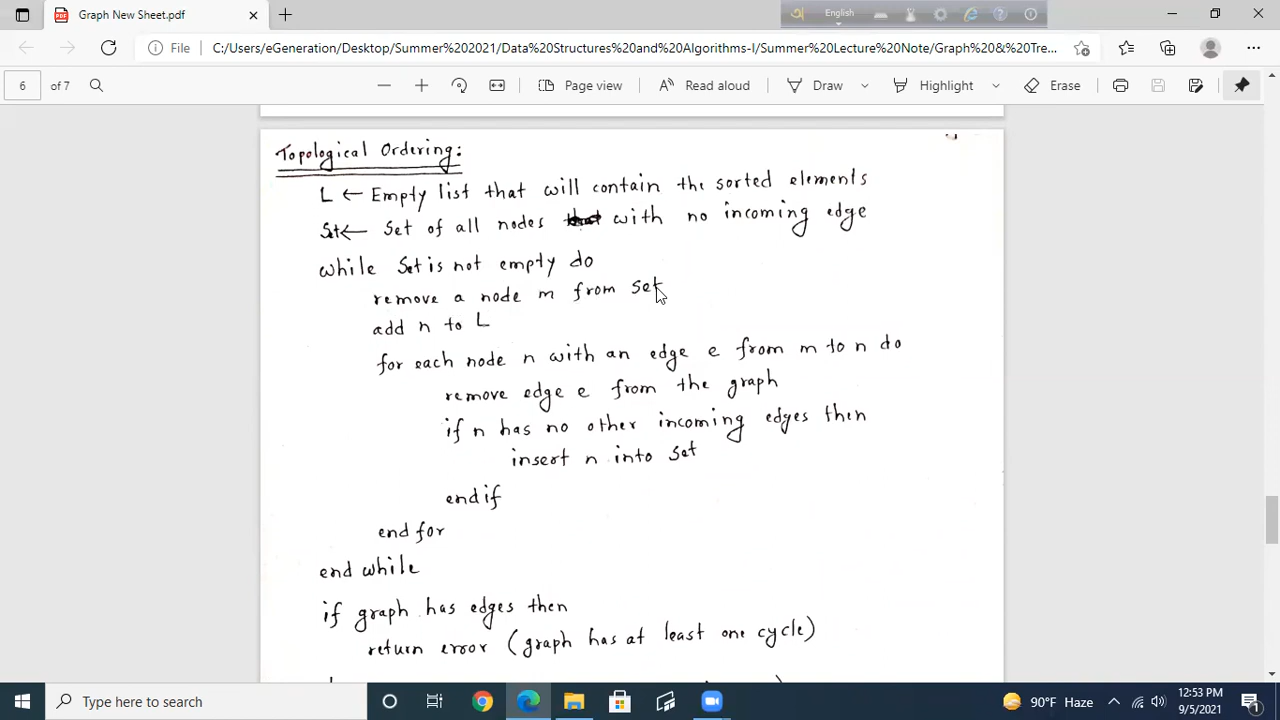 Graph New Sheet.pdf
English
File
C:/Users/eGeneration/Desktop/Summer%202021/Data%20Structures%20and%20Algorithms-I/Summer%20Lecture%20Note/Graph%20&%20Tre...
6 of 7
Page view
Read aloud
Draw
Highlight
Erase
Topological Ordering:
L ← Empty list that will contain the sorted elements
Set ← Set of all nodes with no incoming edge
while Set is not empty do
remove a node m from Set
add n to L
for each node n with an edge e from m to n do
remove edge e from the graph
if n has no other incoming edges then
insert n into Set
end if
end for
end while
if graph has edges then
return error (graph has at least one cycle)
Type here to search
90°F Haze
12:53 PM
9/5/2021